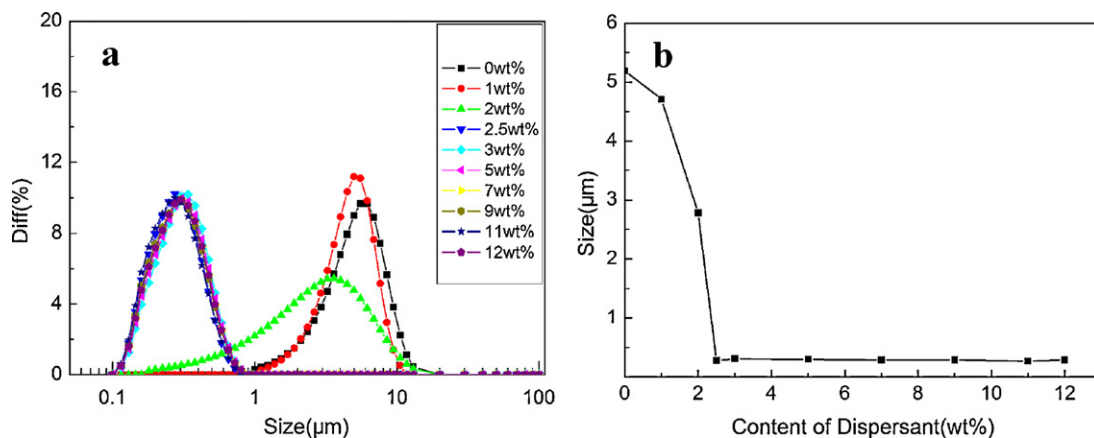 a
20
16
12
8
4
0
Diff(%)
0.1
1
10
100
Size(μm)
0wt%
1wt%
2wt%
2.5wt%
3wt%
5wt%
7wt%
9wt%
11wt%
12wt%
b
6
5
4
3
2
1
Size(μm)
0
2
4
6
8
10
12
Content of Dispersant(wt%)